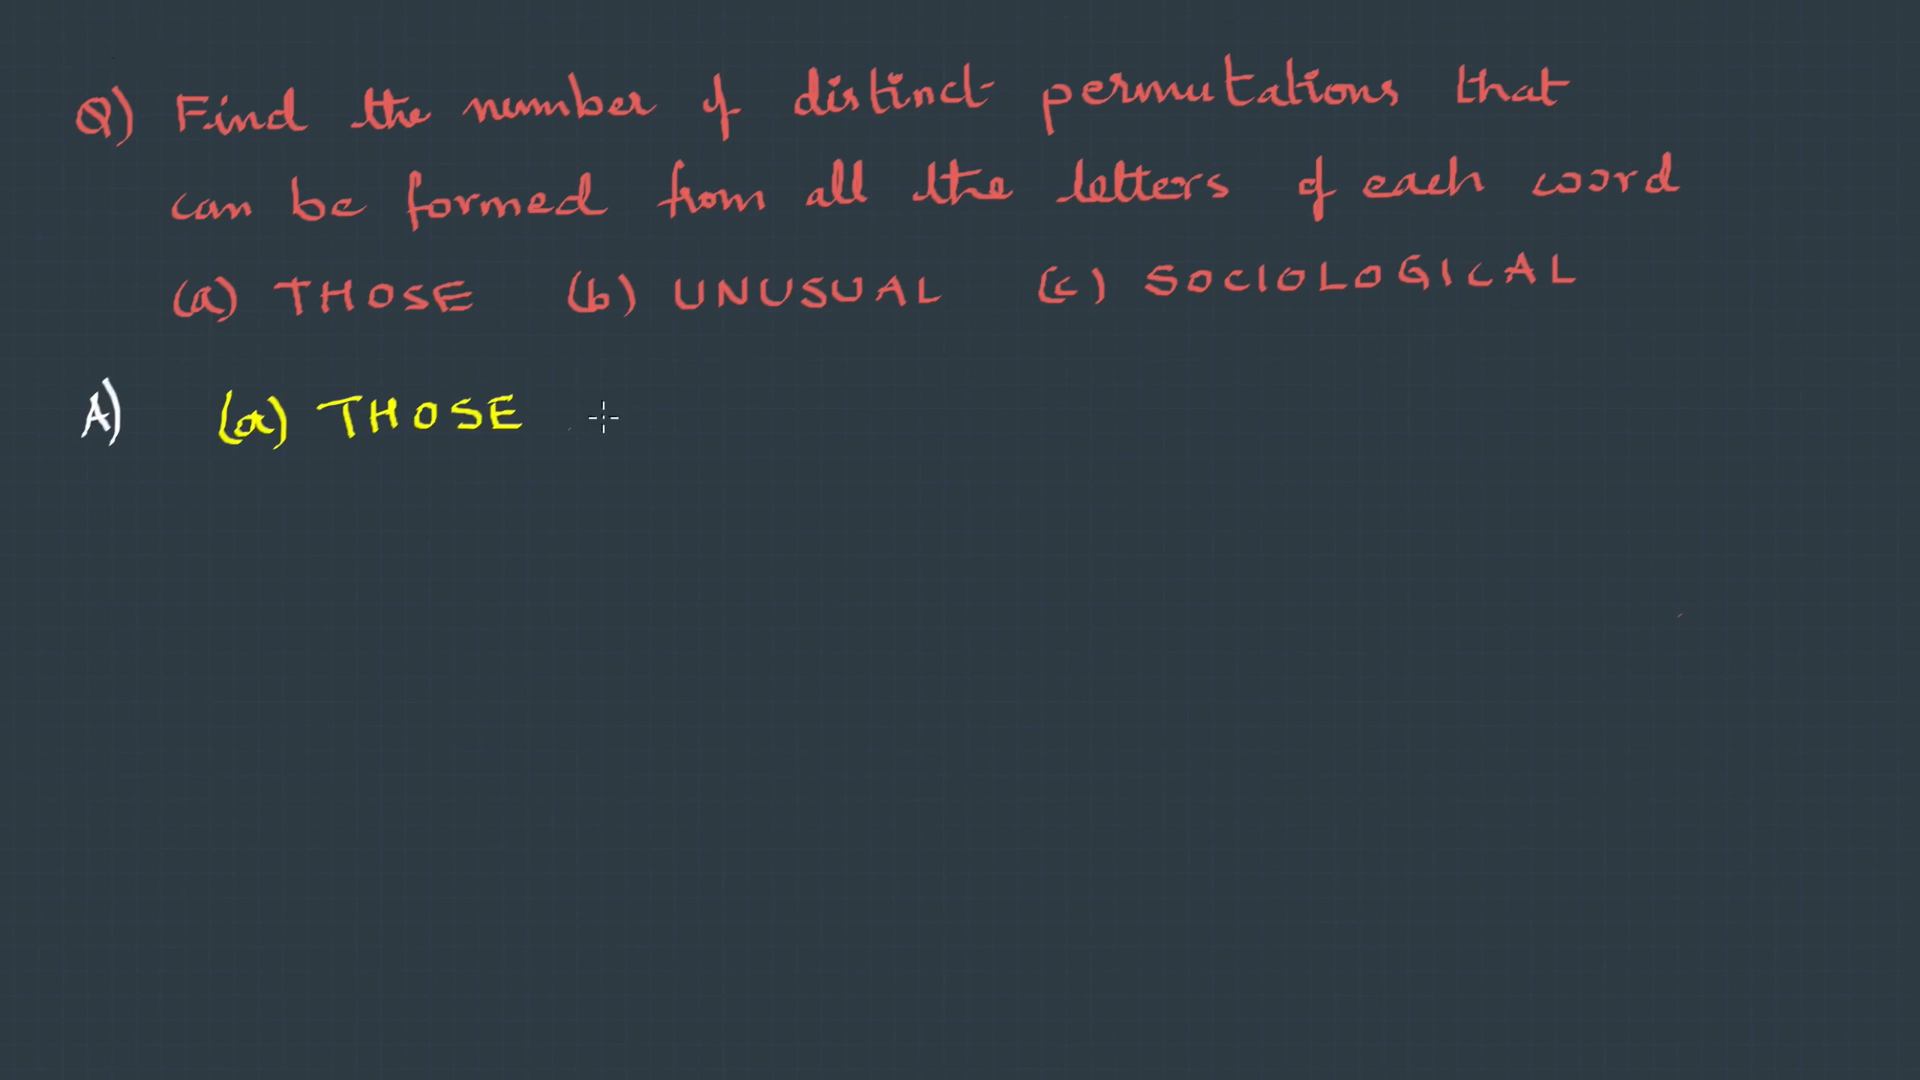 Q) Find the number of distinct permutations that
can be formed from all the letters of each word
(a) THOSE (b) UNUSUAL (c) SOCIOLOGICAL
A) (a) THOSE